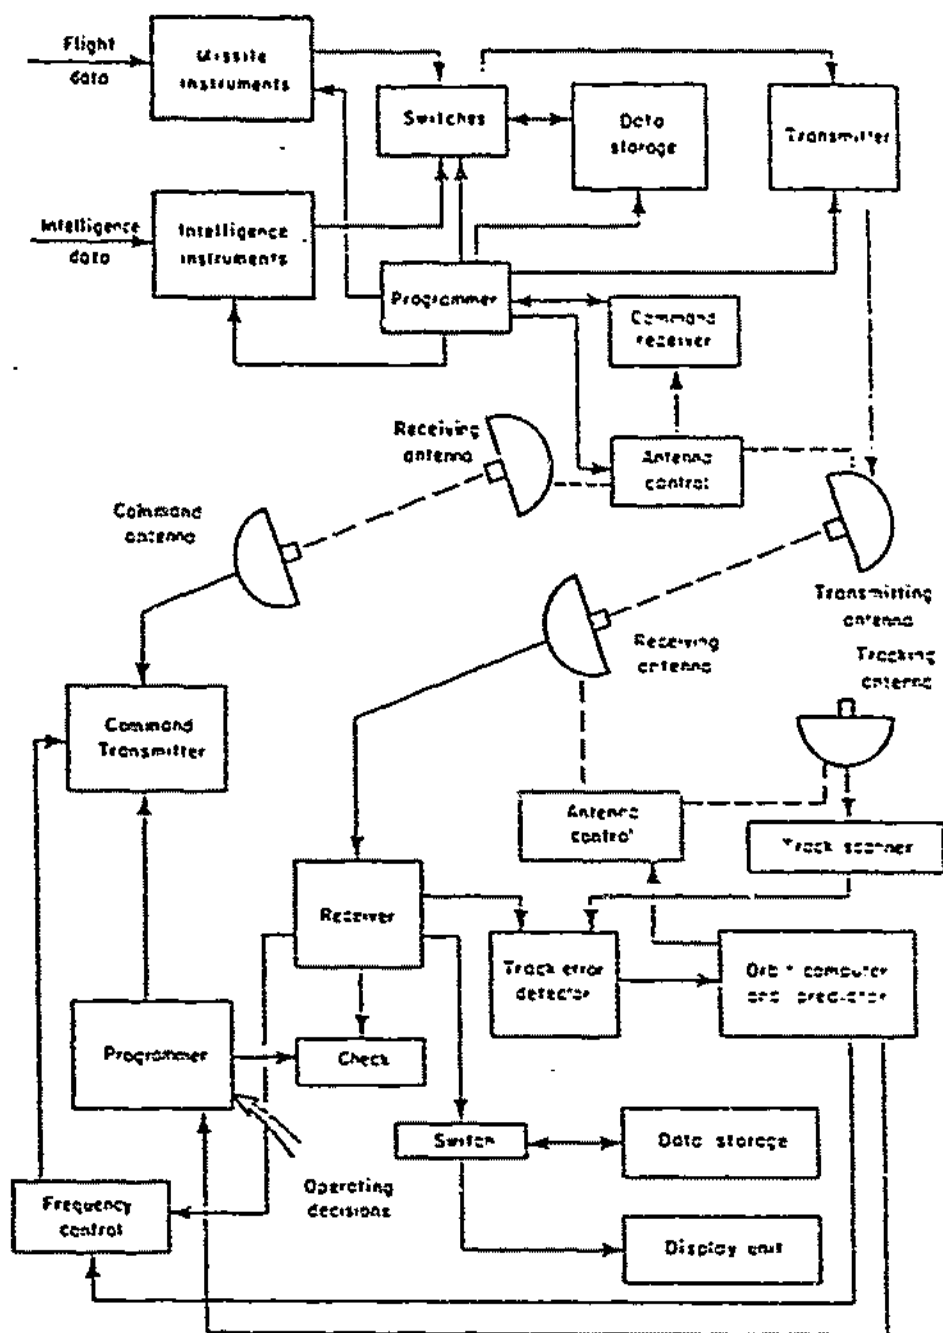 Flight
data
Missile
instruments
Switches
Data
storage
Transmitter
Intelligence
data
Intelligence
instruments
Programmer
Command
receiver
Receiving
antenna
Antenna
control
Command
antenna
Transmitting
antenna
Receiving
antenna
Tracking
antenna
Command
Transmitter
Antenna
control
Track scanner
Receiver
Track error
detector
Orbit computer
and predictor
Programmer
Check
Switch
Data storage
Operating
decisions
Frequency
control
Display unit